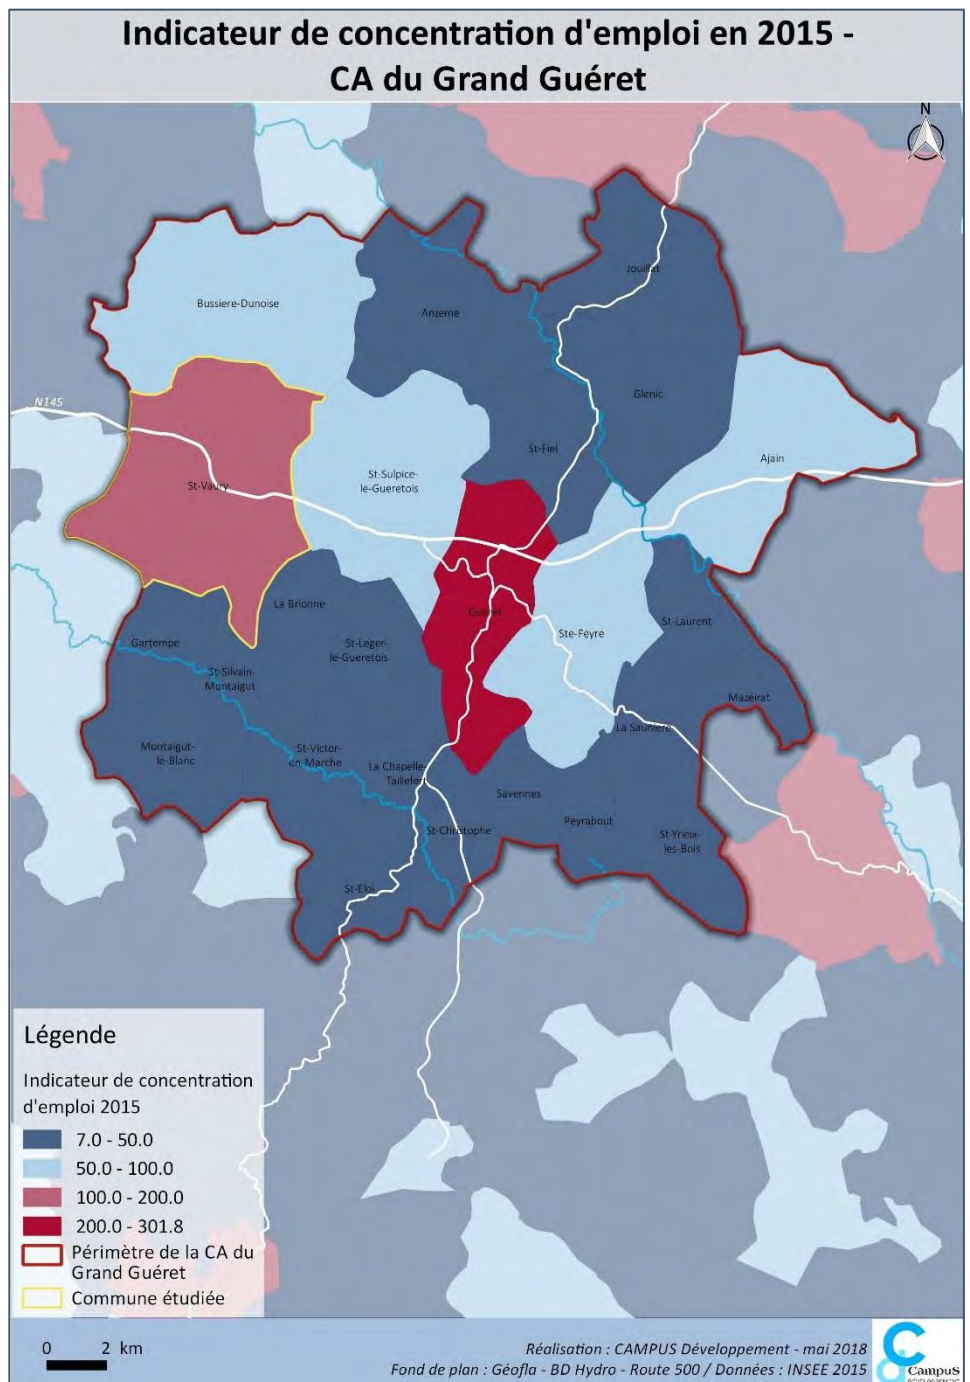 Indicateur de concentration d'emploi en 2015 -
CA du Grand Guéret
N
Jouillat
Bussiere-Dunoise
Anzeme
Glenic
N145
St-Fiel
Ajain
St-Sulpice-
le-Gueretois
St-Vaury
La Brionne
Guéret
Ste-Feyre
St-Laurent
Gartempe
St-Leger-
le-Gueretois
St-Silvain-
Montaigut
Mazeirat
La Sauniere
Montaigut-
le-Blanc
St-Victor-
en-Marche
La Chapelle-
Taillefert
Savennes
Peyrabout
St-Christophe
St-Yrieix-
les-Bois
St-Eloi
Légende
Indicateur de concentration
d'emploi 2015
7.0 - 50.0
50.0 - 100.0
100.0 - 200.0
200.0 - 301.8
Périmètre de la CA du
Grand Guéret
Commune étudiée
0 2 km
Réalisation : CAMPUS Développement - mai 2018
Fond de plan : Géofla - BD Hydro - Route 500 / Données : INSEE 2015
Campus
DÉVELOPPEMENT